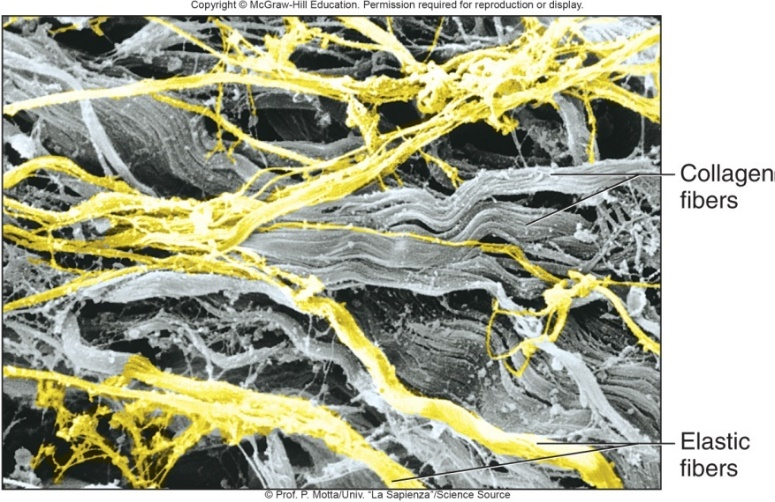 Copyright © McGraw-Hill Education. Permission required for reproduction or display.
Collagen
fibers
Elastic
fibers
© Prof. P. Motta/Univ. “La Sapienza”/Science Source